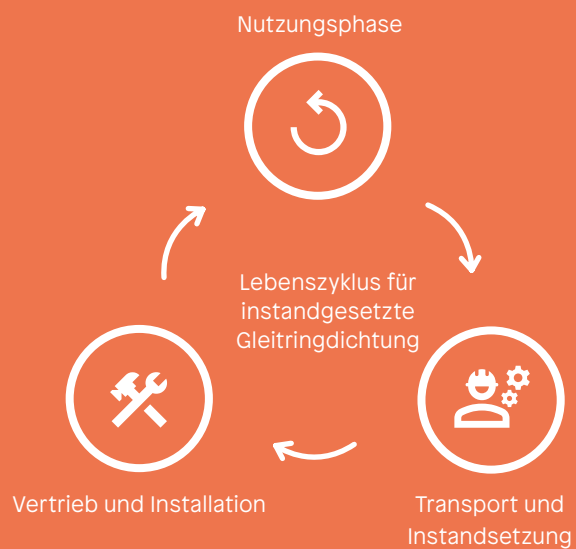 Nutzungsphase
Lebenszyklus für
instandgesetzte
Gleitringdichtung
Vertrieb und Installation
Transport und
Instandsetzung